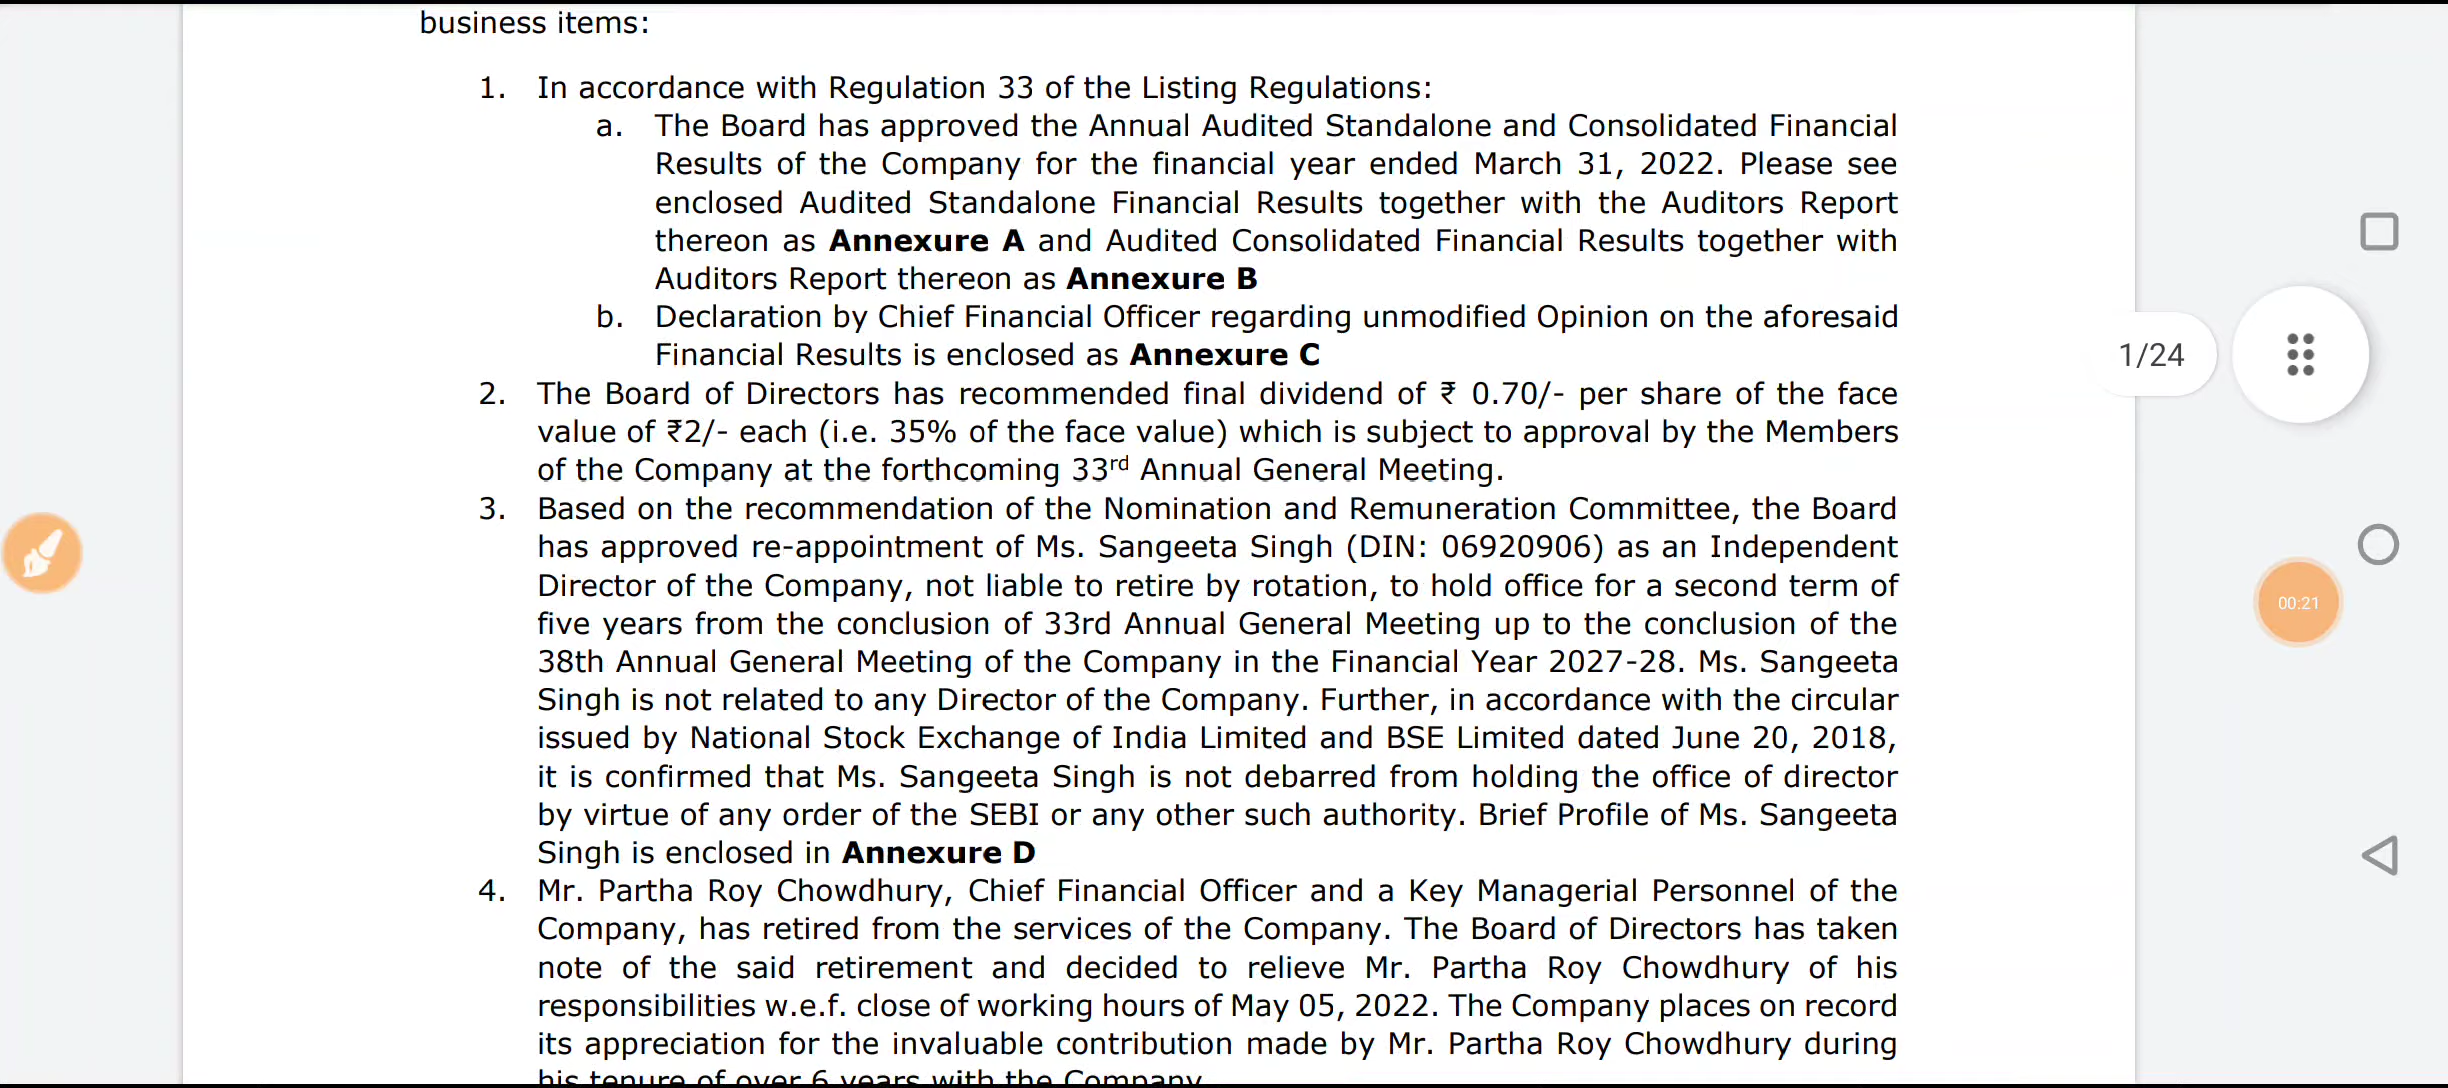 business items:
1. In accordance with Regulation 33 of the Listing Regulations:
a. The Board has approved the Annual Audited Standalone and Consolidated Financial
Results of the Company for the financial year ended March 31, 2022. Please see
enclosed Audited Standalone Financial Results together with the Auditors Report
thereon as Annexure A and Audited Consolidated Financial Results together with
Auditors Report thereon as Annexure B
b. Declaration by Chief Financial Officer regarding unmodified Opinion on the aforesaid
Financial Results is enclosed as Annexure C
2. The Board of Directors has recommended final dividend of ₹ 0.70/- per share of the face
value of ₹2/- each (i.e. 35% of the face value) which is subject to approval by the Members
of the Company at the forthcoming 33rd Annual General Meeting.
3. Based on the recommendation of the Nomination and Remuneration Committee, the Board
has approved re-appointment of Ms. Sangeeta Singh (DIN: 06920906) as an Independent
Director of the Company, not liable to retire by rotation, to hold office for a second term of
five years from the conclusion of 33rd Annual General Meeting up to the conclusion of the
38th Annual General Meeting of the Company in the Financial Year 2027-28. Ms. Sangeeta
Singh is not related to any Director of the Company. Further, in accordance with the circular
issued by National Stock Exchange of India Limited and BSE Limited dated June 20, 2018,
it is confirmed that Ms. Sangeeta Singh is not debarred from holding the office of director
by virtue of any order of the SEBI or any other such authority. Brief Profile of Ms. Sangeeta
Singh is enclosed in Annexure D
4. Mr. Partha Roy Chowdhury, Chief Financial Officer and a Key Managerial Personnel of the
Company, has retired from the services of the Company. The Board of Directors has taken
note of the said retirement and decided to relieve Mr. Partha Roy Chowdhury of his
responsibilities w.e.f. close of working hours of May 05, 2022. The Company places on record
its appreciation for the invaluable contribution made by Mr. Partha Roy Chowdhury during
his tenure of over 6 years with the Company
1/24
00:21